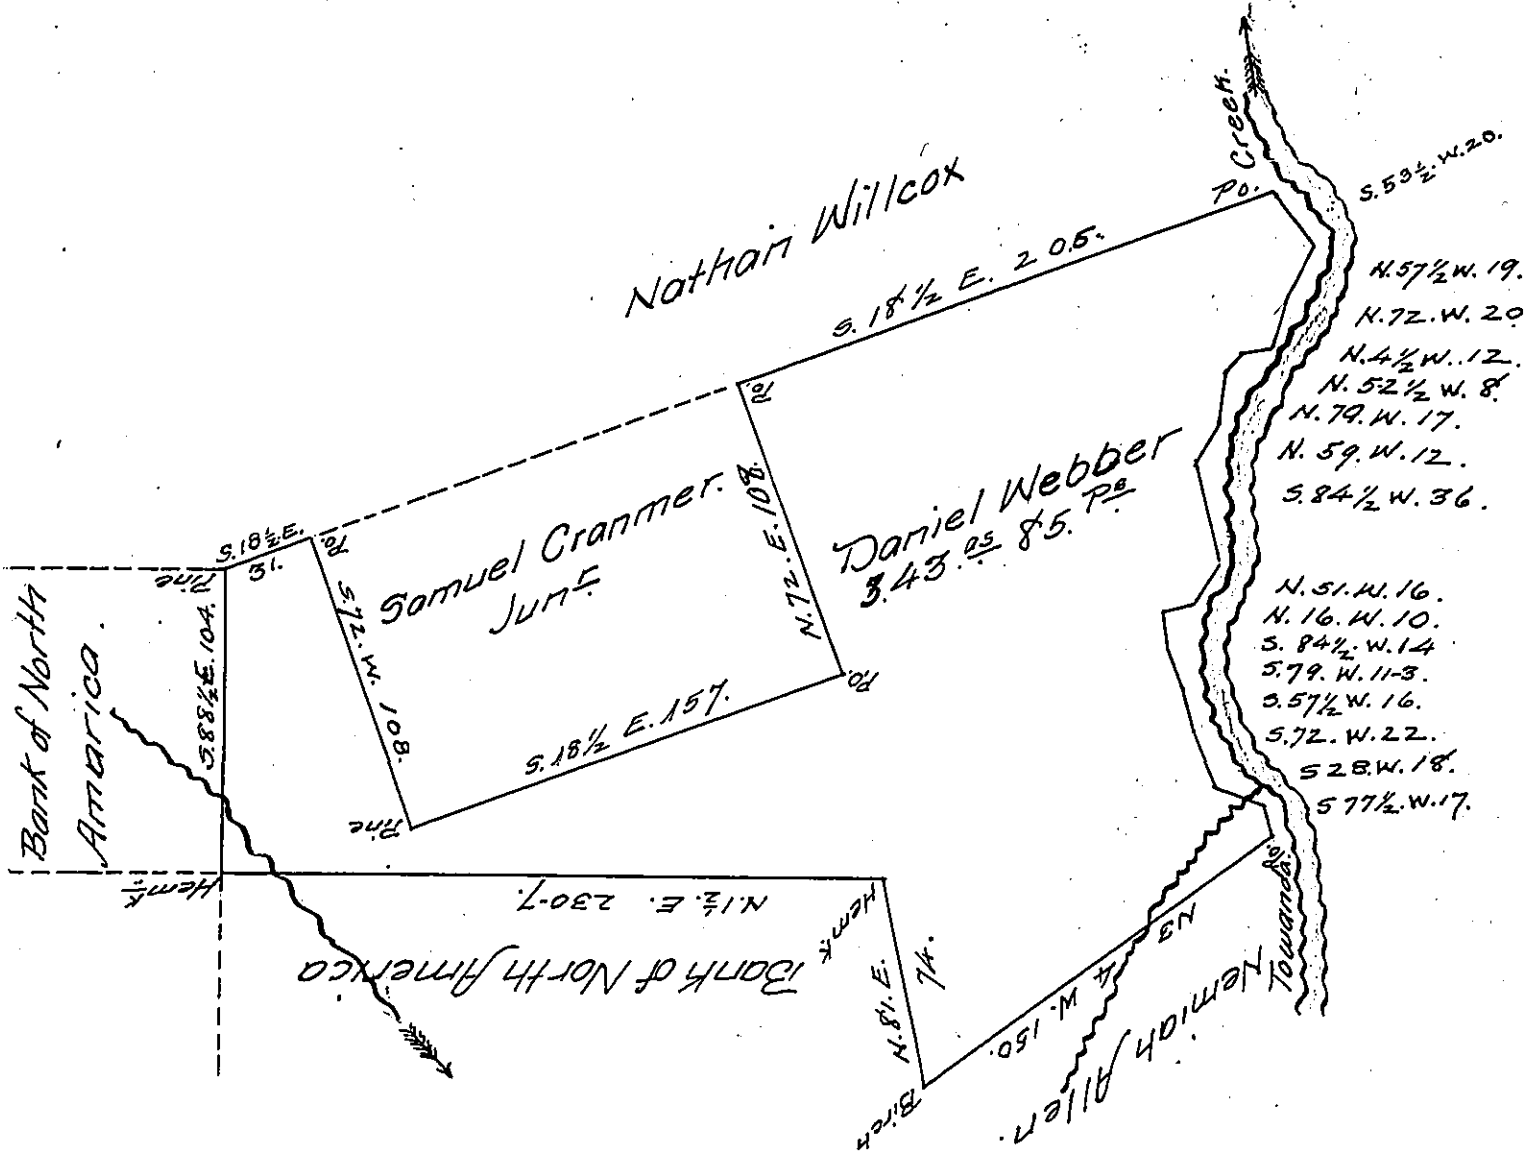 Creek.
S. 53½. W. 20.
Po.
Nathan Willcox
S. 18½ E. 205.
N. 57½ W. 19.
N. 72. W. 20
N. 4½ W. 12.
N. 52½ W. 8.
N. 79. W. 17.
N. 59. W. 12.
S. 84½ W. 36.
Po.
Daniel Webber
343. as 85. Ps
N. 72. E. 108.
Samuel Cranmer.
Junr
S. 18½ E.
31.
Po.
Pine
S. 72. W. 108.
S. 88½ E. 104.
Bank of North
Amarica.
S. 18½ E. 157.
Po.
Pine
N. 51. W. 16.
N. 16. W. 10.
S. 84½. W. 14
S. 79. W. 11-3.
S. 57½ W. 16.
S. 72. W. 22.
S 28. W. 18.
S 77½. W. 17.
Hemk
N. 1½. E. 230-7.
Hemk
Bank of North America
N. 81. E.
74.
Po.
Towanda.
N 34 W. 150.
Nemiah Allen.
Birch